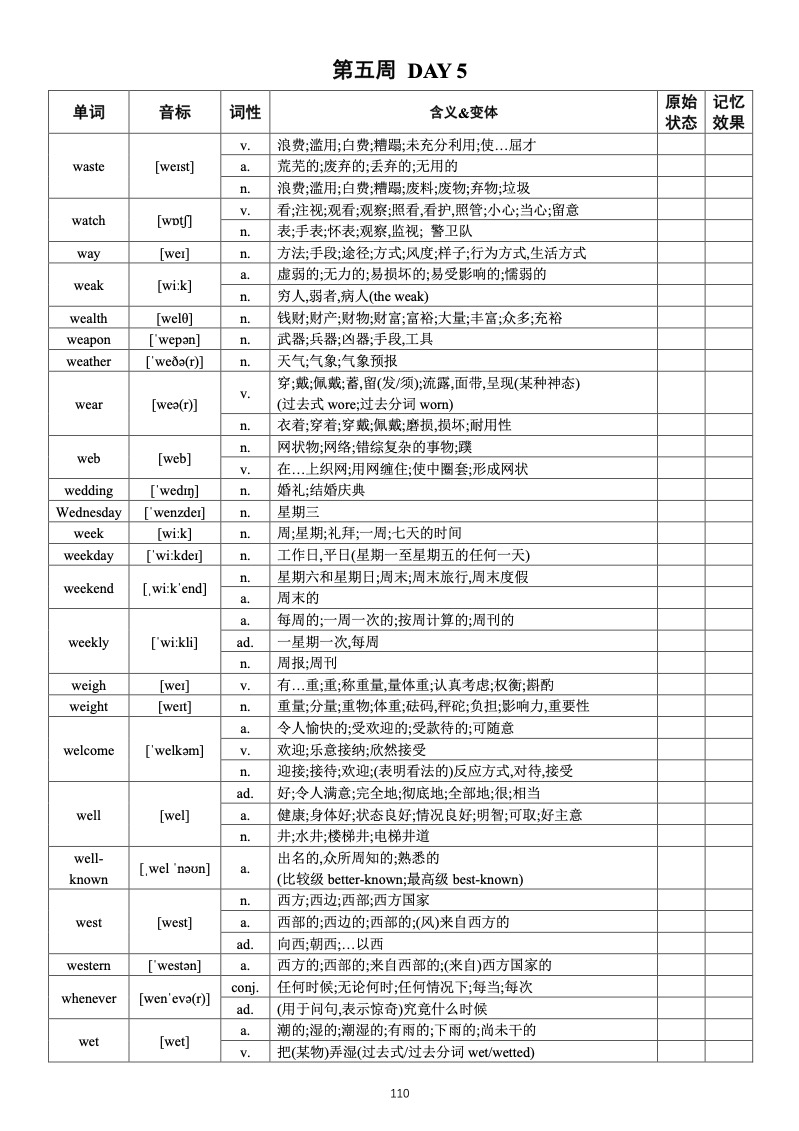 第五周 DAY 5
单词 音标 词性 含义&变体 原始状态 记忆效果
waste [weɪst] v. 浪费;滥用;白费;糟蹋;未充分利用;使…屈才
a. 荒芜的;废弃的;丢弃的;无用的
n. 浪费;滥用;白费;糟蹋;废料;废物;弃物;垃圾
watch [wɒtʃ] v. 看;注视;观看;观察;照看,看护,照管;小心;当心;留意
n. 表;手表;怀表;观察,监视; 警卫队
way [weɪ] n. 方法;手段;途径;方式;风度;样子;行为方式,生活方式
weak [wiːk] a. 虚弱的;无力的;易损坏的;易受影响的;懦弱的
n. 穷人,弱者,病人(the weak)
wealth [welθ] n. 钱财;财产;财物;财富;富裕;大量;丰富;众多;充裕
weapon [ˈwepən] n. 武器;兵器;凶器;手段,工具
weather [ˈweðə(r)] n. 天气;气象;气象预报
wear [weə(r)] v. 穿;戴;佩戴;蓄,留(发/须);流露,面带,呈现(某种神态)
(过去式 wore;过去分词 worn)
n. 衣着;穿着;穿戴;佩戴;磨损,损坏;耐用性
web [web] n. 网状物;网络;错综复杂的事物;蹼
v. 在…上织网;用网缠住;使中圈套;形成网状
wedding [ˈwedɪŋ] n. 婚礼;结婚庆典
Wednesday [ˈwenzdeɪ] n. 星期三
week [wiːk] n. 周;星期;礼拜;一周;七天的时间
weekday [ˈwiːkdeɪ] n. 工作日,平日(星期一至星期五的任何一天)
weekend [ˌwiːkˈend] n. 星期六和星期日;周末;周末旅行,周末度假
a. 周末的
weekly [ˈwiːkli] a. 每周的;一周一次的;按周计算的;周刊的
ad. 一星期一次,每周
n. 周报;周刊
weigh [weɪ] v. 有…重;重;称重量,量体重;认真考虑;权衡;斟酌
weight [weɪt] n. 重量;分量;重物;体重;砝码,秤砣;负担;影响力,重要性
welcome [ˈwelkəm] a. 令人愉快的;受欢迎的;受款待的;可随意
v. 欢迎;乐意接纳;欣然接受
n. 迎接;接待;欢迎;(表明看法的)反应方式,对待,接受
well [wel] ad. 好;令人满意;完全地;彻底地;全部地;很;相当
a. 健康;身体好;状态良好;情况良好;明智;可取;好主意
n. 井;水井;楼梯井;电梯井道
well-known [ˌwel ˈnəʊn] a. 出名的,众所周知的;熟悉的
(比较级 better-known;最高级 best-known)
west [west] n. 西方;西边;西部;西方国家
a. 西部的;西边的;西部的;(风)来自西方的
ad. 向西;朝西;…以西
western [ˈwestən] a. 西方的;西部的;来自西部的;(来自)西方国家的
whenever [wenˈevə(r)] conj. 任何时候;无论何时;任何情况下;每当;每次
ad. (用于问句,表示惊奇)究竟什么时候
wet [wet] a. 潮的;湿的;潮湿的;有雨的;下雨的;尚未干的
v. 把(某物)弄湿(过去式/过去分词 wet/wetted)
110